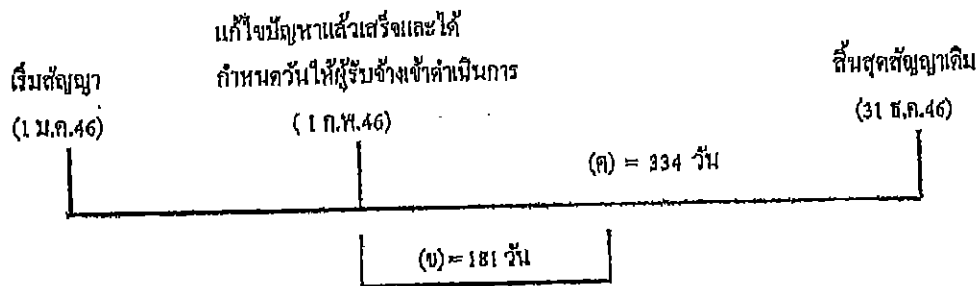 แก้ไขปัญหาแล้วเสร็จและได้
เริ่มสัญญา กำหนดวันให้ผู้รับจ้างเข้าดำเนินการ สิ้นสุดสัญญาเดิม
(1 ม.ค.46) ( 1 ก.พ.46) (31 ธ.ค.46)
(ค) = 334 วัน
(ข) = 181 วัน